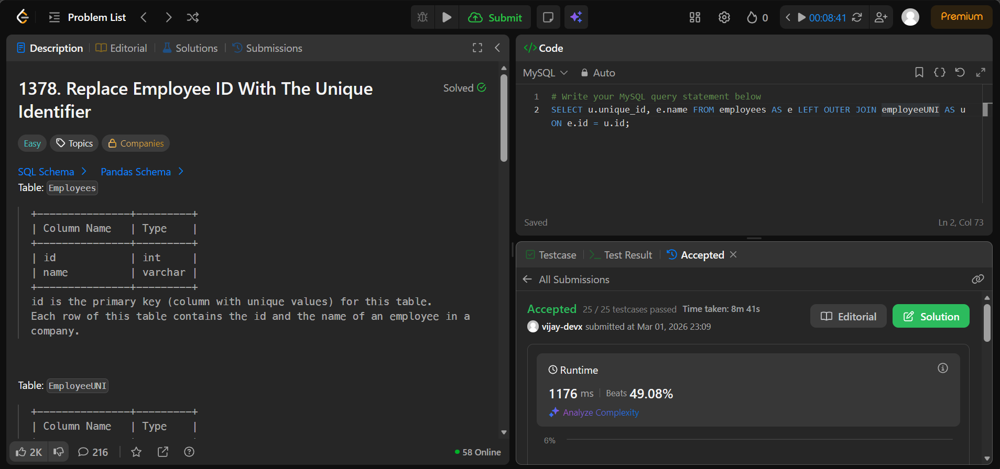 Problem List
Submit
0
00:08:41
Premium
Description
Editorial
Solutions
Submissions
1378. Replace Employee ID With The Unique
Identifier
Solved
Easy
Topics
Companies
SQL Schema
Pandas Schema
Table: Employees
+---------------+---------+
| Column Name   | Type    |
+---------------+---------+
| id            | int     |
| name          | varchar |
+---------------+---------+
id is the primary key (column with unique values) for this table.
Each row of this table contains the id and the name of an employee in a
company.
Table: EmployeeUNI
+---------------+---------+
| Column Name   | Type    |
2K
216
58 Online
</> Code
MySQL
Auto
1 # Write your MySQL query statement below
2 SELECT u.unique_id, e.name FROM employees AS e LEFT OUTER JOIN employeeUNI AS u
ON e.id = u.id;
Saved
Ln 2, Col 73
Testcase
Test Result
Accepted
All Submissions
Accepted 25 / 25 testcases passed Time taken: 8m 41s
vijay-devx submitted at Mar 01, 2026 23:09
Editorial
Solution
Runtime
1176 ms
Beats 49.08%
Analyze Complexity
6%